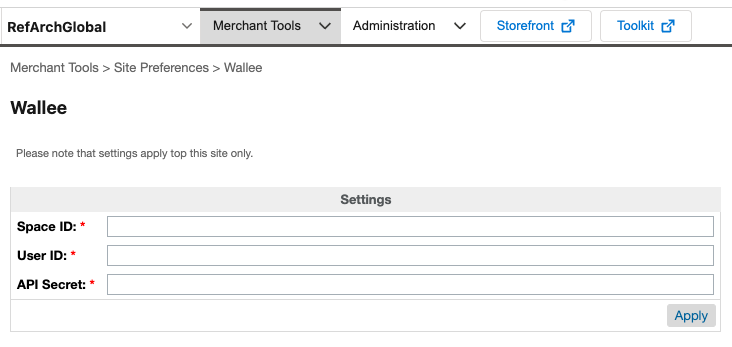 RefArchGlobal Merchant Tools Administration Storefront Toolkit
Merchant Tools > Site Preferences > Wallee
Wallee
Please note that settings apply top this site only.
Settings
Space ID: *
User ID: *
API Secret: *
Apply